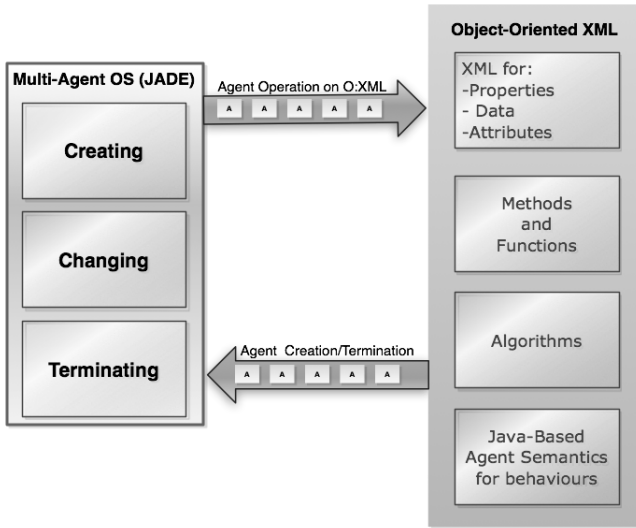 Object-Oriented XML
Multi-Agent OS (JADE)
Agent Operation on O:XML
A A A A A
XML for:
-Properties
- Data
-Attributes
Creating
Methods
and
Functions
Changing
Algorithms
Agent Creation/Termination
A A A A A
Terminating
Java-Based
Agent Semantics
for behaviours